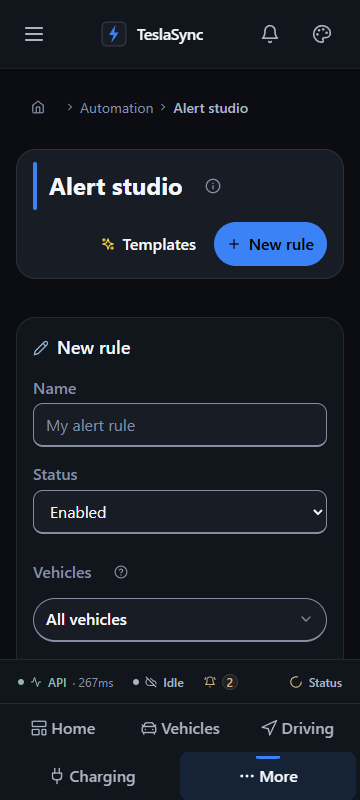 TeslaSync
Automation
Alert studio
Alert studio
Templates
New rule
New rule
Name
My alert rule
Status
Enabled
Vehicles
All vehicles
API · 267ms
Idle
2
Status
Home
Vehicles
Driving
Charging
More